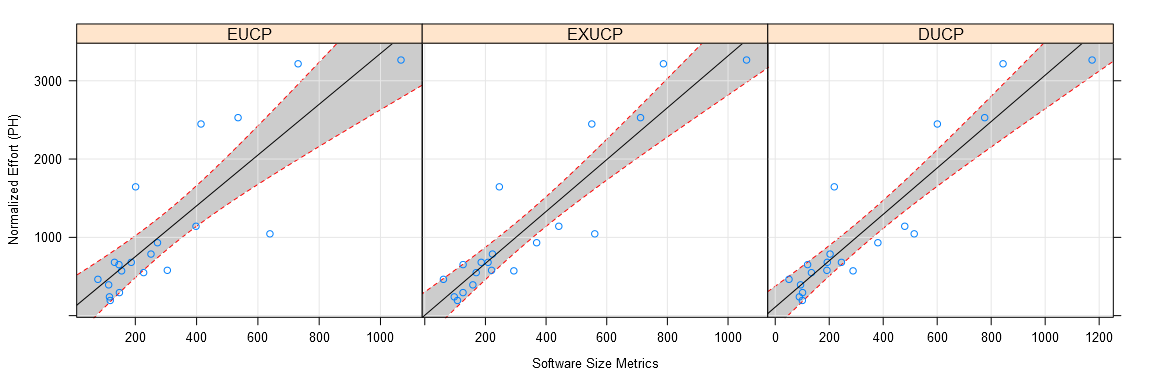 EUCP EXUCP DUCP
Normalized Effort (PH)
3000
2000
1000
200 400 600 800 1000 200 400 600 800 1000 0 200 400 600 800 1000 1200
Software Size Metrics